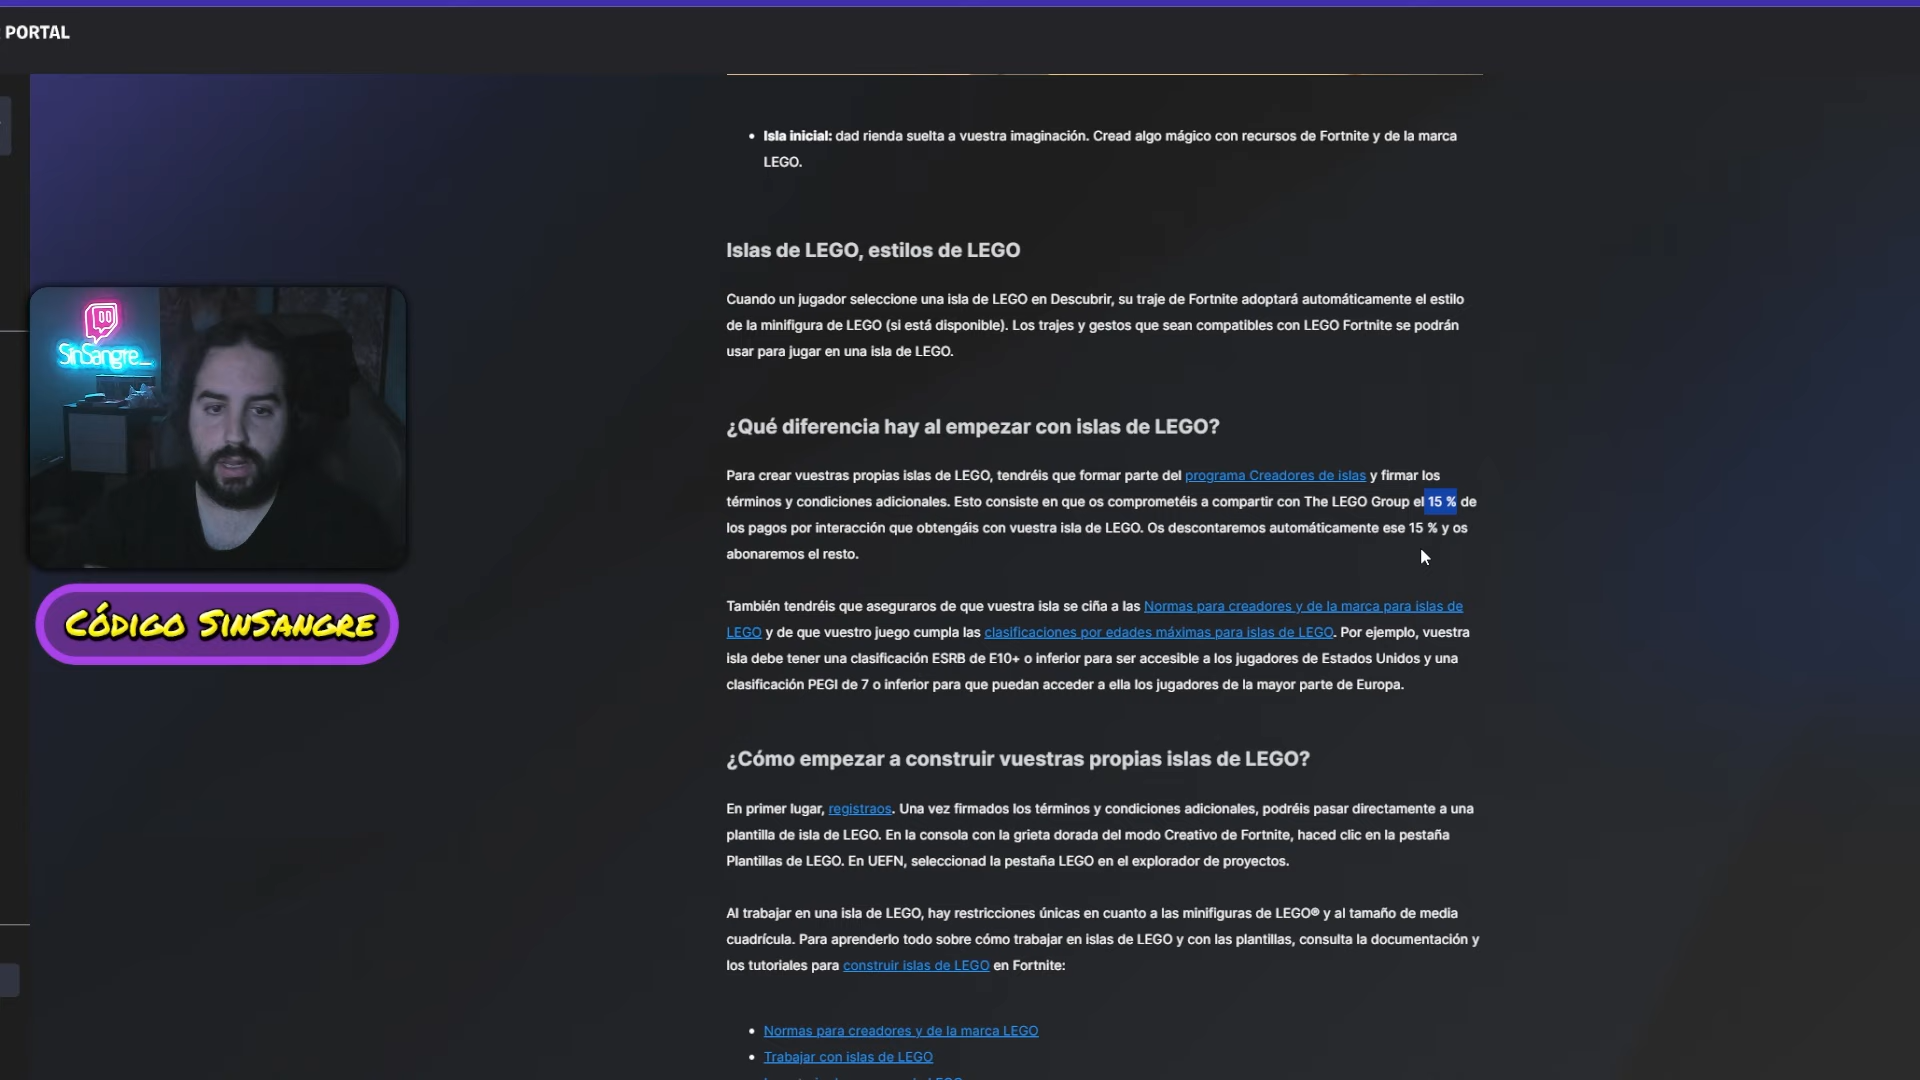 PORTAL
Isla inicial: dad rienda suelta a vuestra imaginación. Cread algo mágico con recursos de Fortnite y de la marca
LEGO.
Islas de LEGO, estilos de LEGO
Cuando un jugador seleccione una isla de LEGO en Descubrir, su traje de Fortnite adoptará automáticamente el estilo
de la minifigura de LEGO (si está disponible). Los trajes y gestos que sean compatibles con LEGO Fortnite se podrán
usar para jugar en una isla de LEGO.
¿Qué diferencia hay al empezar con islas de LEGO?
Para crear vuestras propias islas de LEGO, tendréis que formar parte del programa Creadores de islas y firmar los
términos y condiciones adicionales. Esto consiste en que os comprometéis a compartir con The LEGO Group el 15 % de
los pagos por interacción que obtengáis con vuestra isla de LEGO. Os descontaremos automáticamente ese 15 % y os
abonaremos el resto.
También tendréis que aseguraros de que vuestra isla se ciña a las Normas para creadores y de la marca para islas de
LEGO y de que vuestro juego cumpla las clasificaciones por edades máximas para islas de LEGO. Por ejemplo, vuestra
isla debe tener una clasificación ESRB de E10+ o inferior para ser accesible a los jugadores de Estados Unidos y una
clasificación PEGI de 7 o inferior para que puedan acceder a ella los jugadores de la mayor parte de Europa.
¿Cómo empezar a construir vuestras propias islas de LEGO?
En primer lugar, registraos. Una vez firmados los términos y condiciones adicionales, podréis pasar directamente a una
plantilla de isla de LEGO. En la consola con la grieta dorada del modo Creativo de Fortnite, haced clic en la pestaña
Plantillas de LEGO. En UEFN, seleccionad la pestaña LEGO en el explorador de proyectos.
Al trabajar en una isla de LEGO, hay restricciones únicas en cuanto a las minifiguras de LEGO® y al tamaño de media
cuadrícula. Para aprenderlo todo sobre cómo trabajar en islas de LEGO y con las plantillas, consulta la documentación y
los tutoriales para construir islas de LEGO en Fortnite:
Normas para creadores y de la marca LEGO
Trabajar con islas de LEGO
SinSangre_
CÓDIGO SINSANGRE